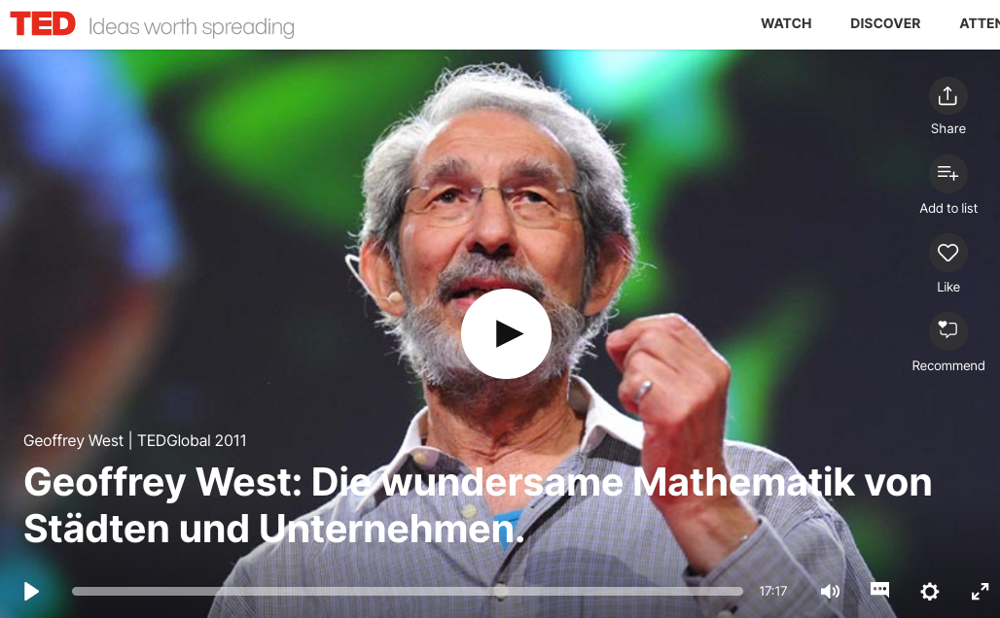 TED Ideas worth spreading
WATCH DISCOVER ATTEN
Share
Add to list
Like
Recommend
Geoffrey West | TEDGlobal 2011
Geoffrey West: Die wundersame Mathematik von
Städten und Unternehmen.
17:17